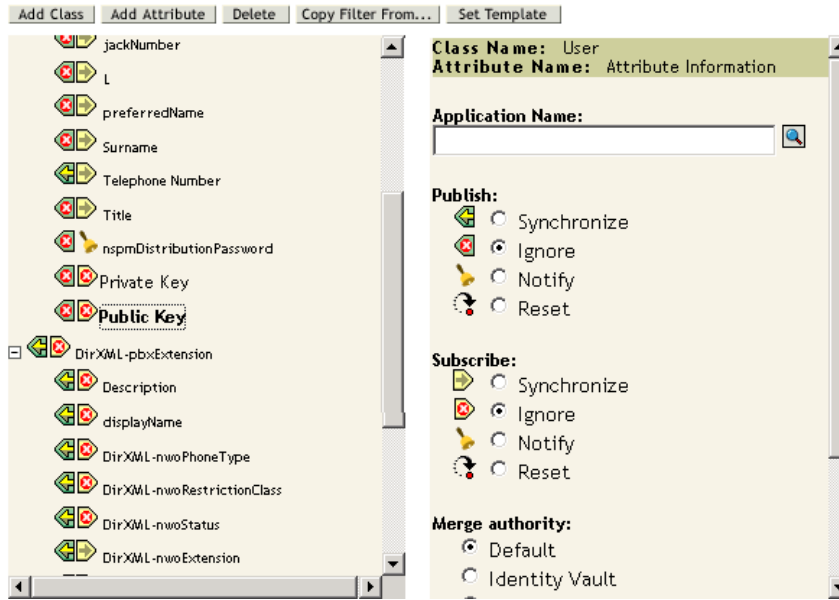 Add Class Add Attribute Delete Copy Filter From... Set Template
jackNumber
L
preferredName
Surname
Telephone Number
Title
nspmDistributionPassword
Private Key
Public Key
DirXML-pbxExtension
Description
displayName
DirXML-nwoPhoneType
DirXML-nwoRestrictionClass
DirXML-nwoStatus
DirXML-nwoExtension
Class Name: User
Attribute Name: Attribute Information
Application Name:
Publish:
Synchronize
Ignore
Notify
Reset
Subscribe:
Synchronize
Ignore
Notify
Reset
Merge authority:
Default
Identity Vault